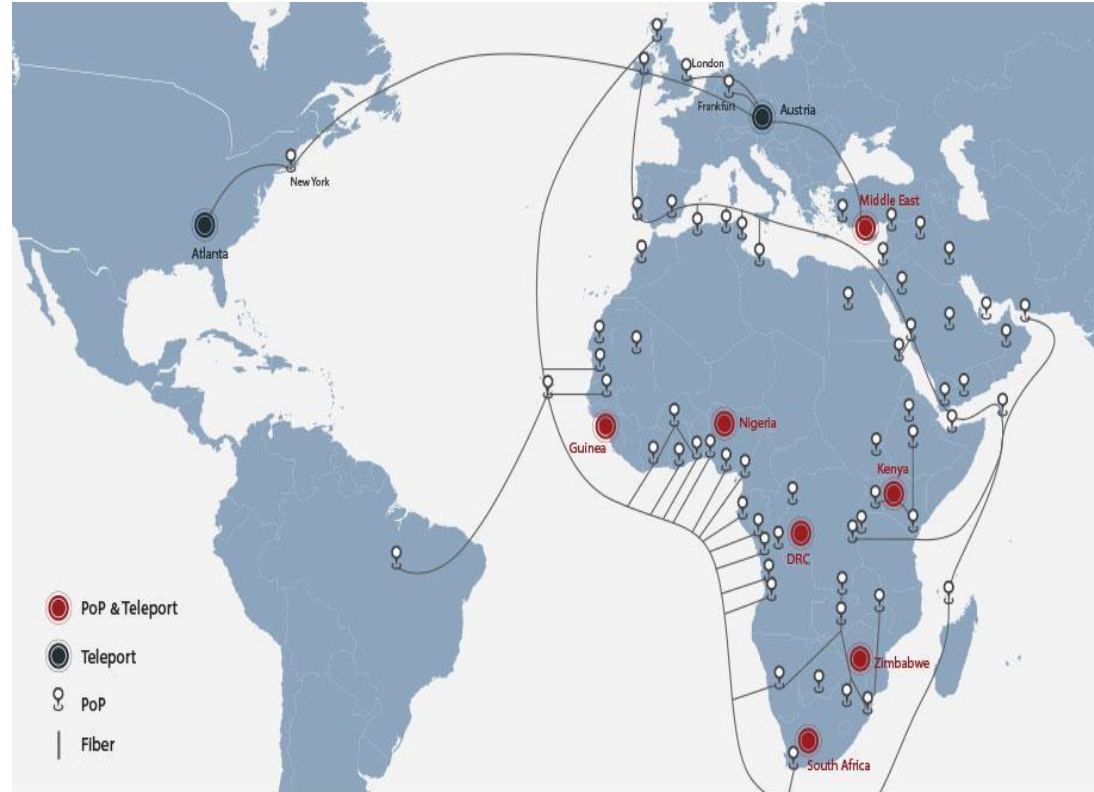 London
Frankfurt
Austria
New York
Middle East
Atlanta
Guinea
Nigeria
Kenya
DRC
PoP & Teleport
Teleport
Zimbabwe
PoP
Fiber
South Africa